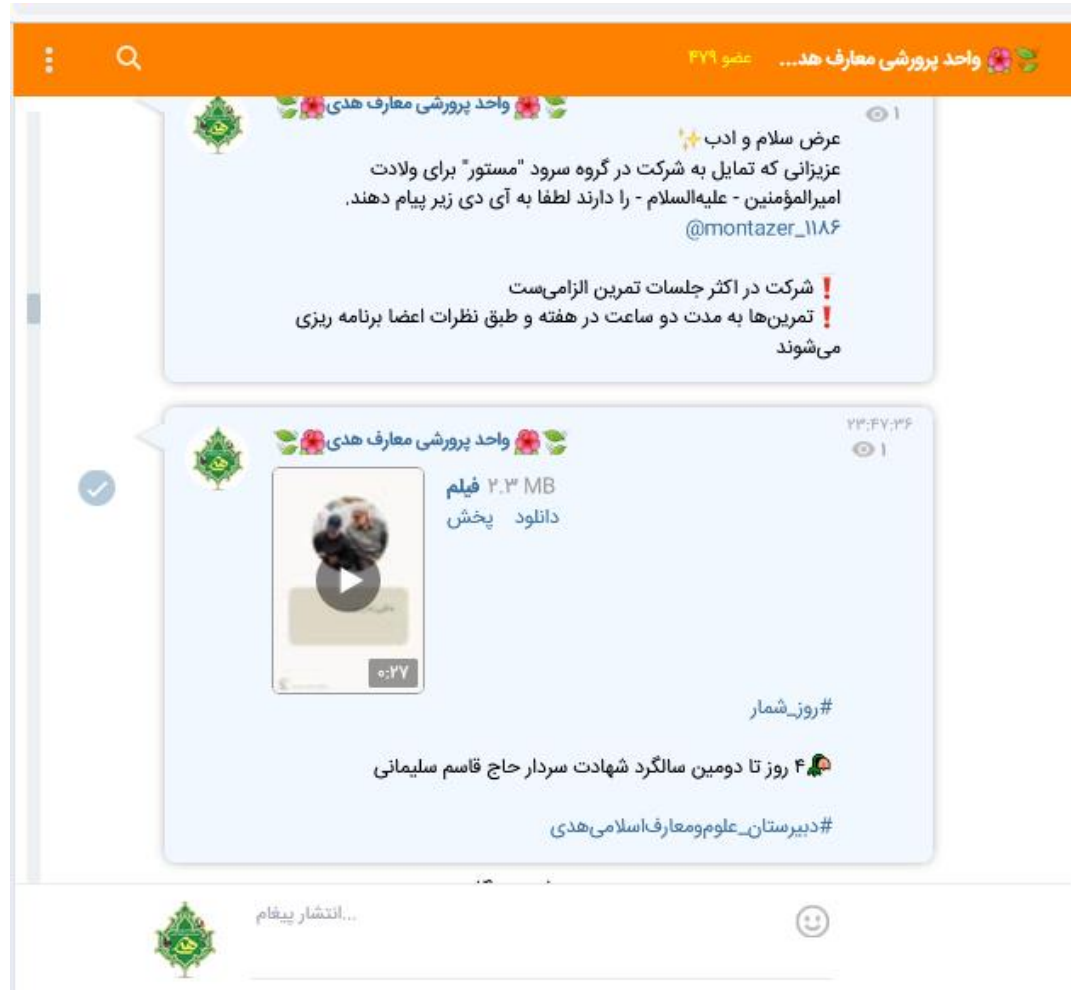 واحد پرورشی معارف هد... عضو ۴۷۹
واحد پرورشی معارف هدی
۱
عرض سلام و ادب✨
عزیزانی که تمایل به شرکت در گروه سرود "مستور" برای ولادت
امیرالمؤمنین - علیه‌السلام - را دارند لطفا به آی دی زیر پیام دهند.
@montazer_۱۱۸۶
❗ شرکت در اکثر جلسات تمرین الزامی‌ست
❗ تمرین‌ها به مدت دو ساعت در هفته و طبق نظرات اعضا برنامه ریزی
می‌شوند
۲۳:۴۷:۳۶
واحد پرورشی معارف هدی
۱
فیلم ۲.۳ MB
دانلود پخش
۰:۲۷
#روز_شمار
۴ روز تا دومین سالگرد شهادت سردار حاج قاسم سلیمانی
#دبیرستان_علوم‌ومعارف‌اسلامی‌هدی
انتشار پیغام...